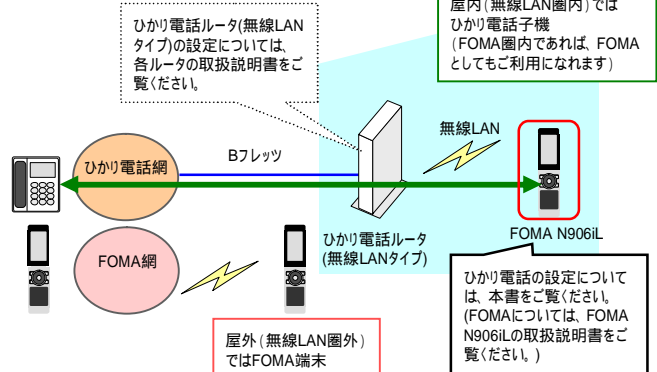 屋内(無線LAN圏内)では
ひかり電話子機
(FOMA圏内であれば、FOMA
としてもご利用になれます)
ひかり電話ルータ(無線LAN
タイプ)の設定については、
各ルータの取扱説明書をご
覧ください。
無線LAN
Bフレッツ
ひかり電話網
FOMA N906iL
ひかり電話ルータ
(無線LANタイプ)
FOMA網
ひかり電話の設定について
は、本書をご覧ください。
(FOMAについては、FOMA
N906iLの取扱説明書をご
覧ください。)
屋外(無線LAN圏外)
ではFOMA端末